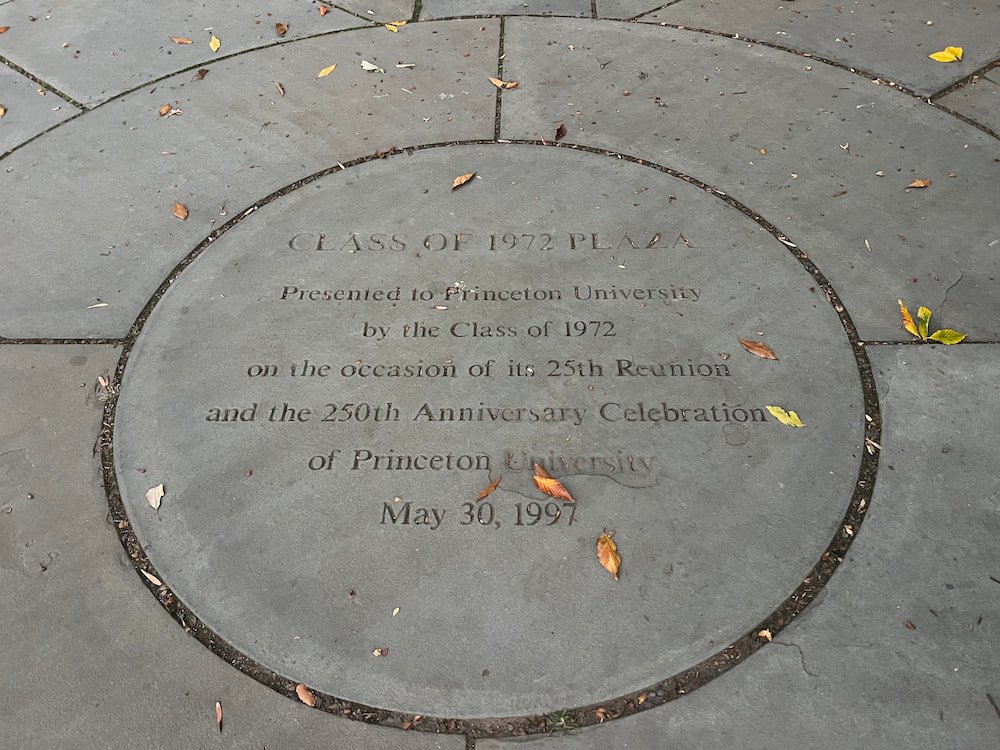 CLASS OF 1972 PLAZA
Presented to Princeton University
by the Class of 1972
on the occasion of its 25th Reunion
and the 250th Anniversary Celebration
of Princeton University
May 30, 1997